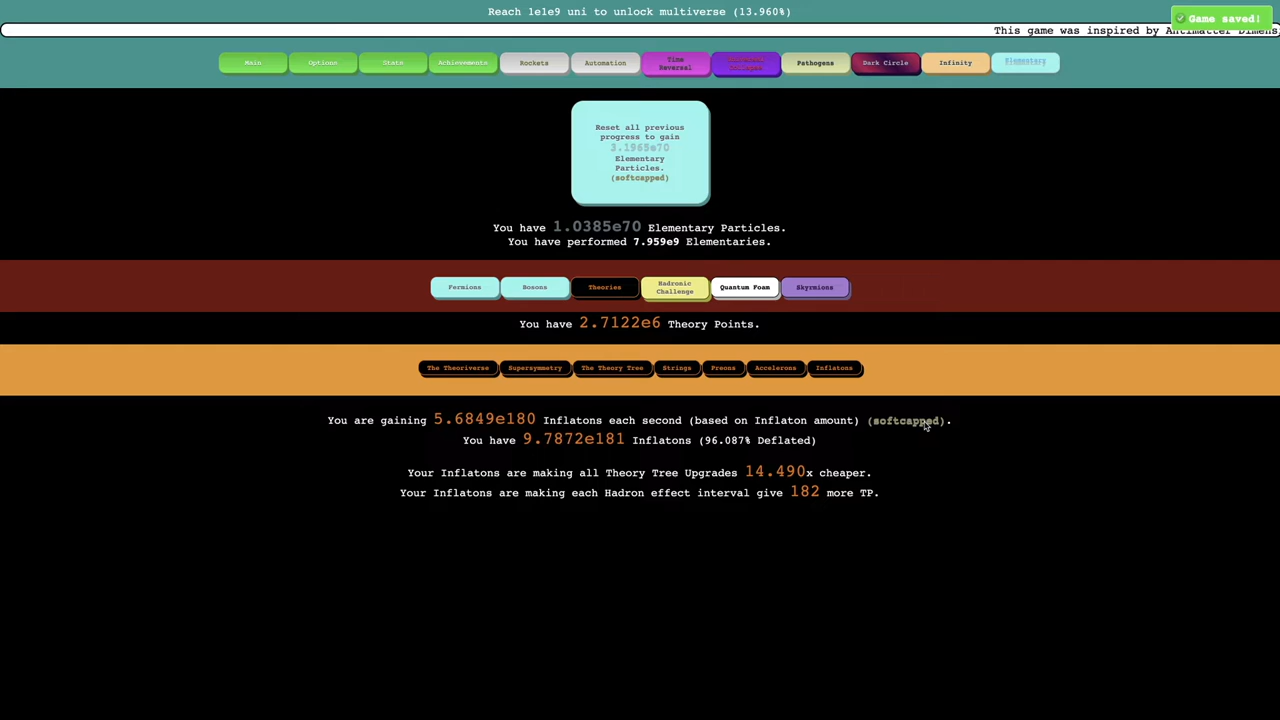 Reach 1e1e9 uni to unlock multiverse (13.960%)
Game saved!
This game was inspired by Antimatter Dimens
Main Options Stats Achievements Rockets Automation Time Reversal Universal Collapse Pathogens Dark Circle Infinity Elementary
Reset all previous
progress to gain
3.1965e70
Elementary
Particles.
(softcapped)
You have 1.0385e70 Elementary Particles.
You have performed 7.959e9 Elementaries.
Fermions Bosons Theories Hadronic Challenge Quantum Foam Skyrmions
You have 2.7122e6 Theory Points.
The Theoriverse Supersymmetry The Theory Tree Strings Preons Accelerons Inflatons
You are gaining 5.6849e180 Inflatons each second (based on Inflaton amount) (softcapped).
You have 9.7872e181 Inflatons (96.087% Deflated)
Your Inflatons are making all Theory Tree Upgrades 14.490x cheaper.
Your Inflatons are making each Hadron effect interval give 182 more TP.